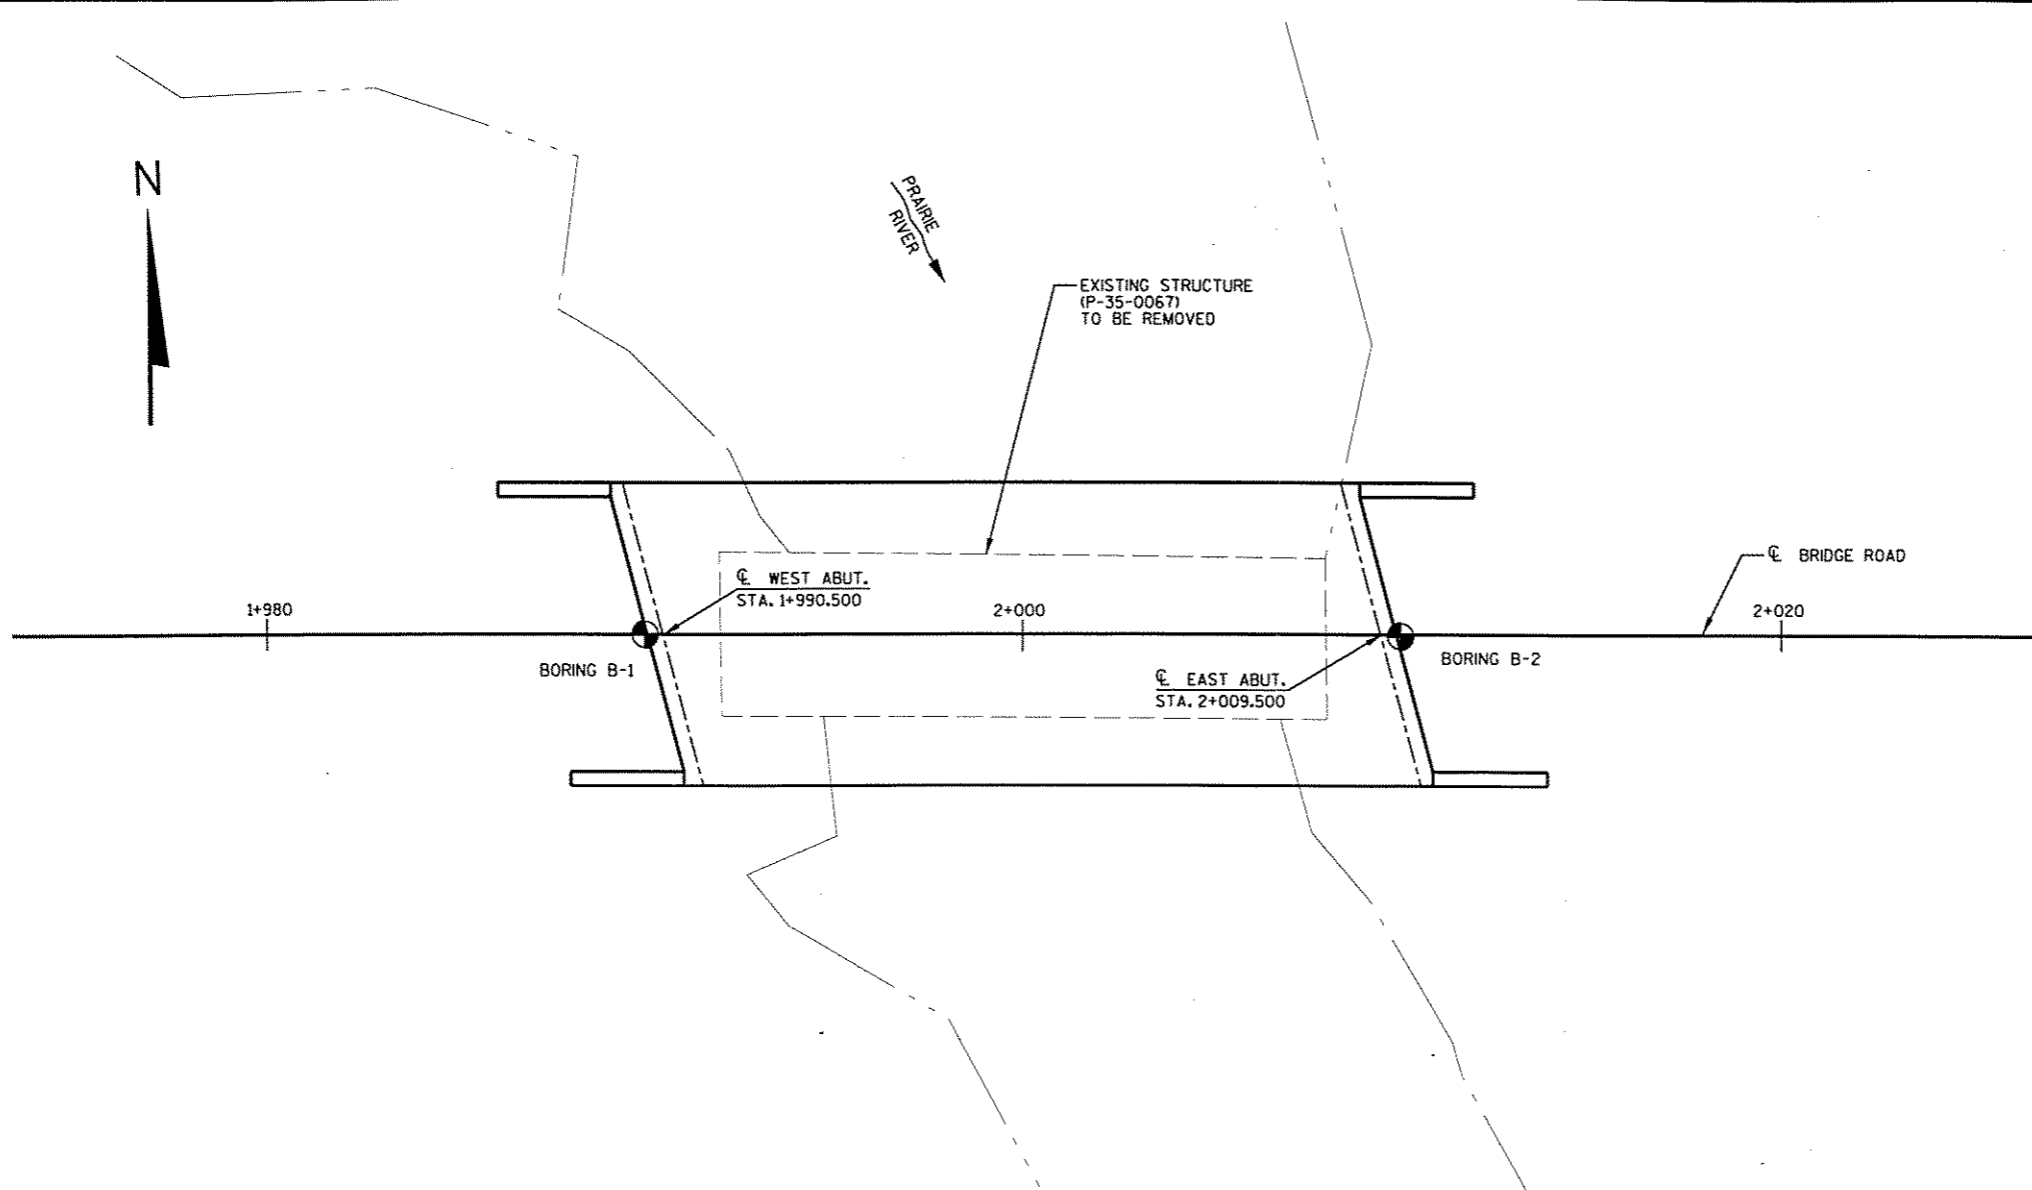 N
PRAIRIE
RIVER
EXISTING STRUCTURE
(P-35-0067)
TO BE REMOVED
℄ BRIDGE ROAD
℄ WEST ABUT.
STA. 1+990.500
1+980
2+000
2+020
BORING B-1
BORING B-2
℄ EAST ABUT.
STA. 2+009.500